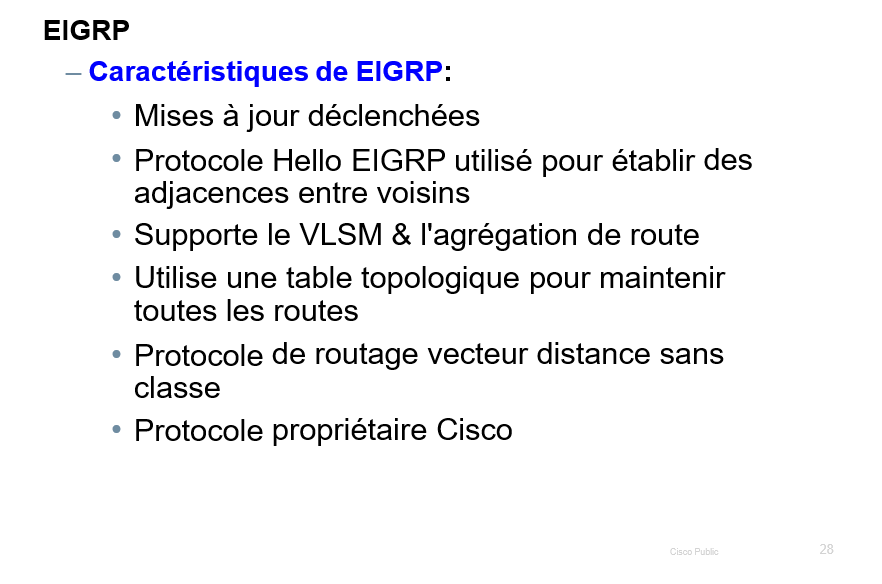 EIGRP
– Caractéristiques de EIGRP:
• Mises à jour déclenchées
• Protocole Hello EIGRP utilisé pour établir des
adjacences entre voisins
• Supporte le VLSM & l'agrégation de route
• Utilise une table topologique pour maintenir
toutes les routes
• Protocole de routage vecteur distance sans
classe
• Protocole propriétaire Cisco
Cisco Public
28